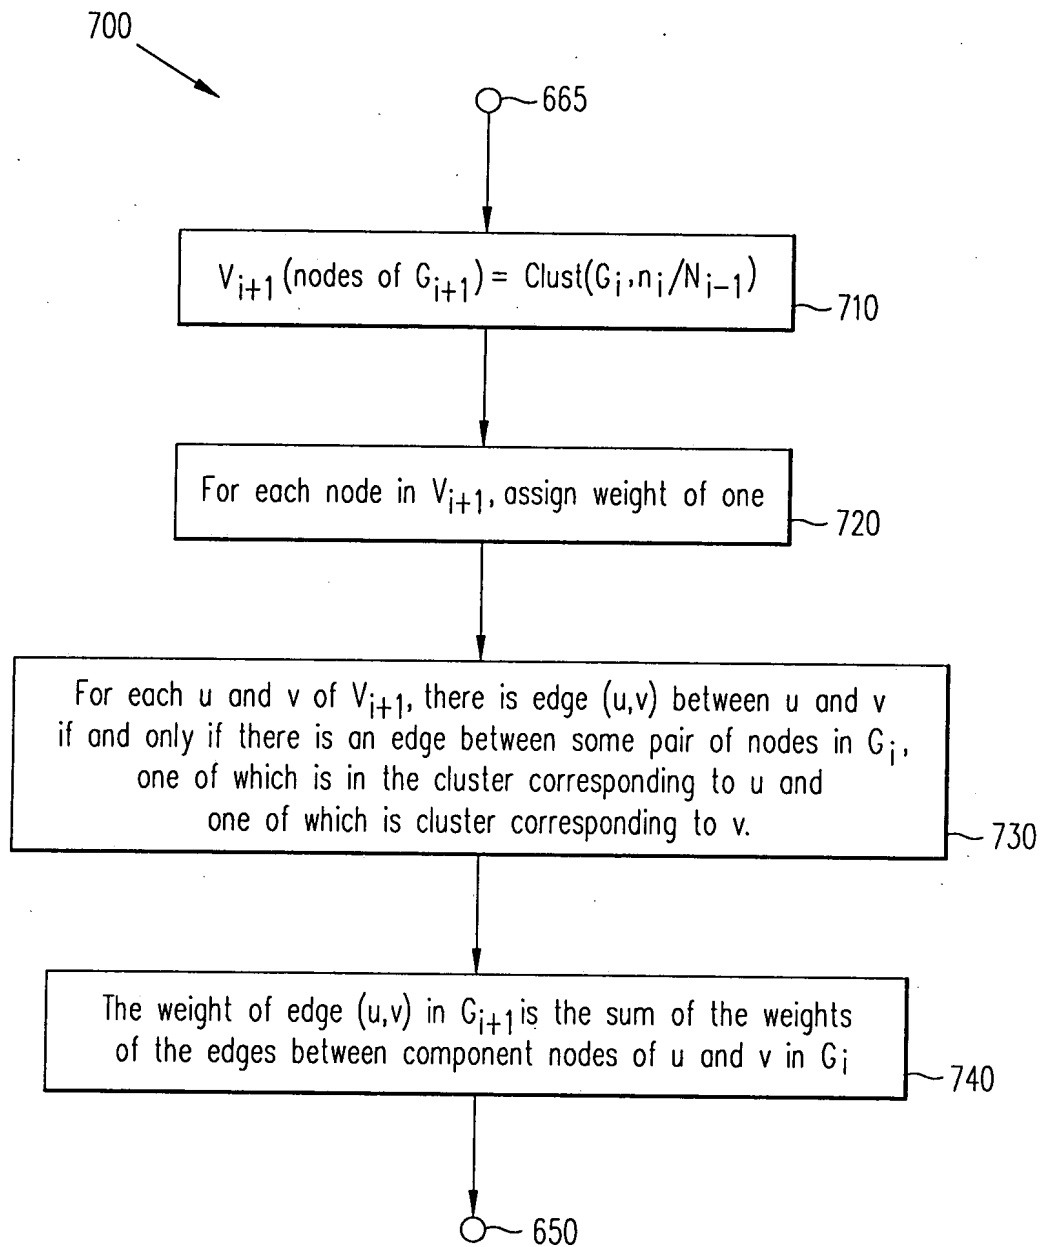 700
665
V_{i+1} (nodes of G_{i+1}) = Clust(G_i, n_i/N_{i-1})
710
For each node in V_{i+1}, assign weight of one
720
For each u and v of V_{i+1}, there is edge (u,v) between u and v
if and only if there is an edge between some pair of nodes in G_i,
one of which is in the cluster corresponding to u and
one of which is cluster corresponding to v.
730
The weight of edge (u,v) in G_{i+1} is the sum of the weights
of the edges between component nodes of u and v in G_i
740
650